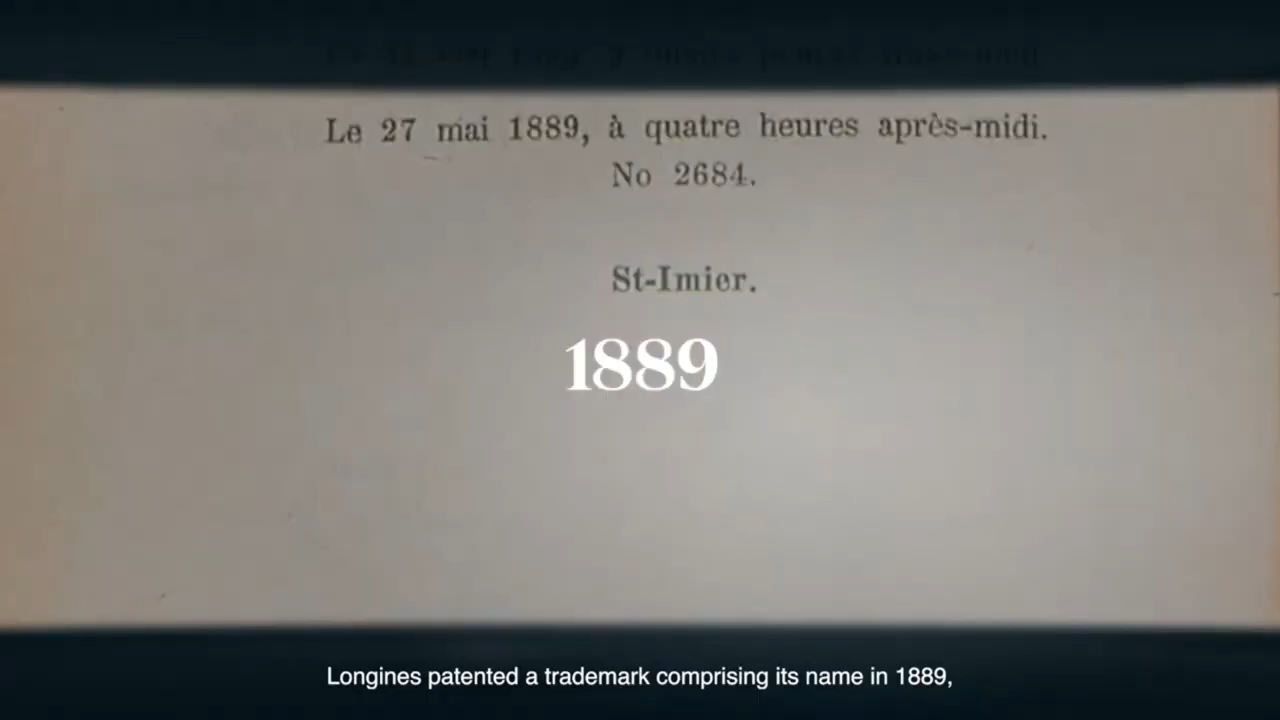 Le 27 mai 1889, à quatre heures après-midi.
No 2684.
St-Imier.
1889
Longines patented a trademark comprising its name in 1889,